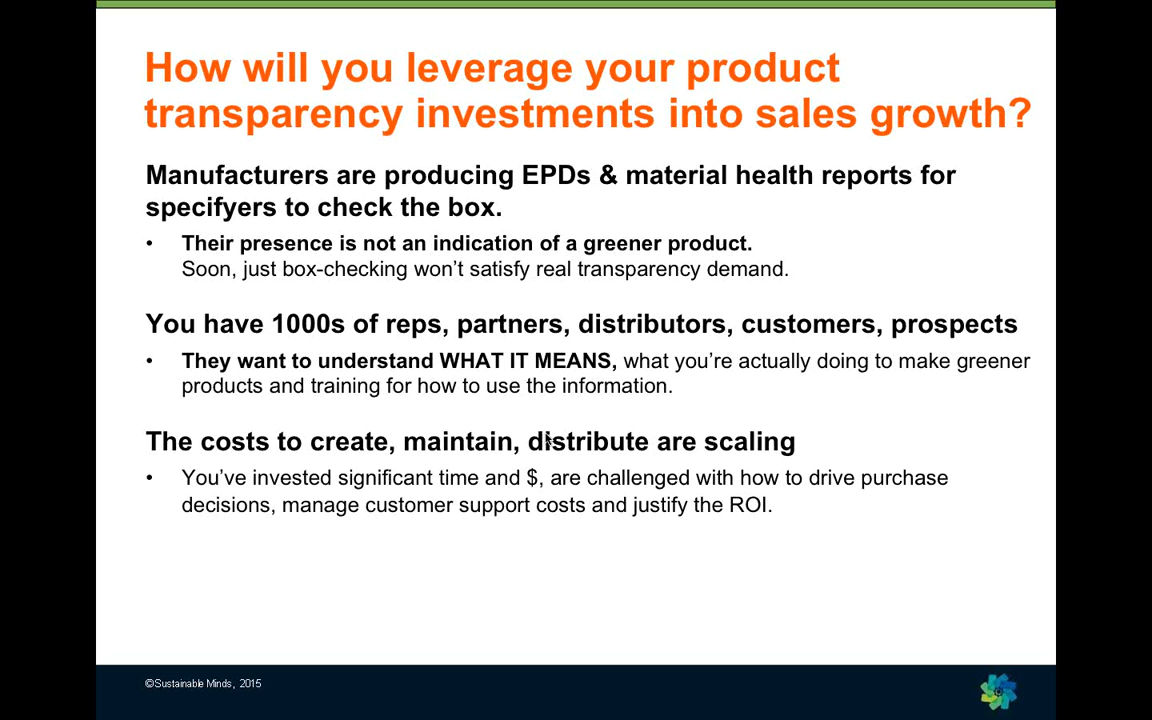 How will you leverage your product
transparency investments into sales growth?
Manufacturers are producing EPDs & material health reports for
specifyers to check the box.
• Their presence is not an indication of a greener product.
Soon, just box-checking won’t satisfy real transparency demand.
You have 1000s of reps, partners, distributors, customers, prospects
• They want to understand WHAT IT MEANS, what you’re actually doing to make greener
products and training for how to use the information.
The costs to create, maintain, distribute are scaling
• You’ve invested significant time and $, are challenged with how to drive purchase
decisions, manage customer support costs and justify the ROI.
©Sustainable Minds, 2015